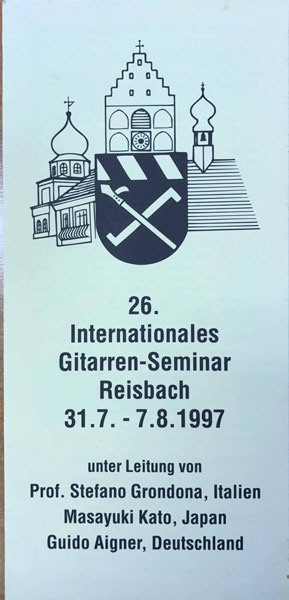 26.
Internationales
Gitarren-Seminar
Reisbach
31.7. - 7.8.1997
unter Leitung von
Prof. Stefano Grondona, Italien
Masayuki Kato, Japan
Guido Aigner, Deutschland